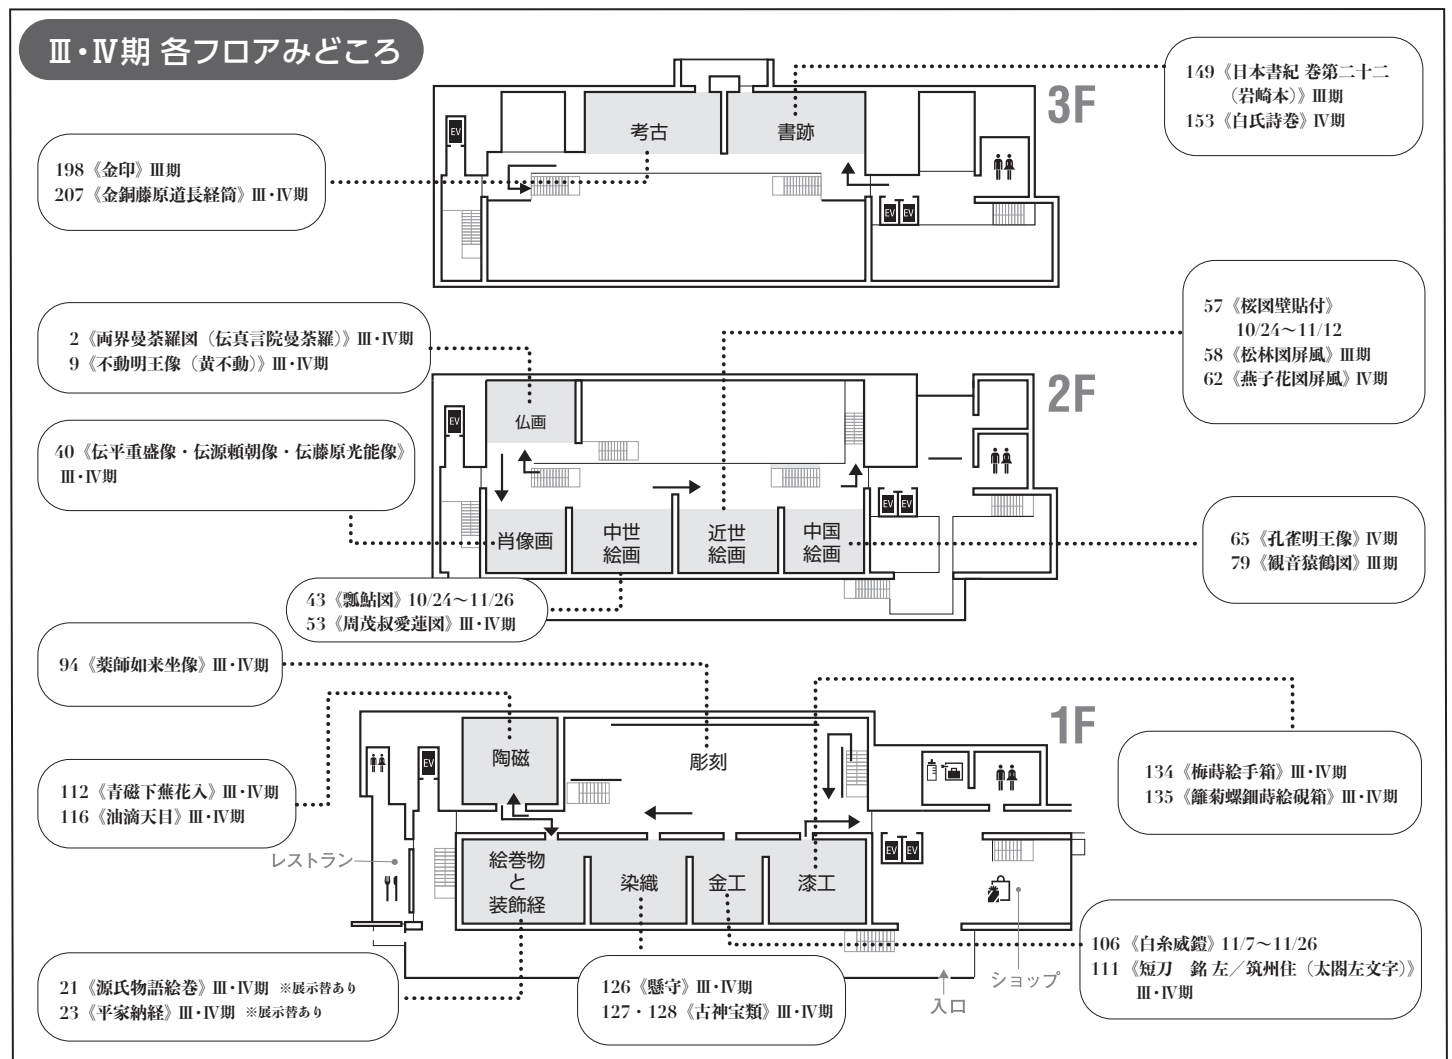 Ⅲ・Ⅳ期 各フロアみどころ
3F
149《日本書紀 巻第二十二
（岩崎本）》Ⅲ期
153《白氏詩巻》Ⅳ期
198《金印》Ⅲ期
207《金銅藤原道長経筒》Ⅲ・Ⅳ期
考古
書跡
EV
EV
EV
2F
2《両界曼荼羅図（伝真言院曼荼羅）》Ⅲ・Ⅳ期
9《不動明王像（黄不動）》Ⅲ・Ⅳ期
57《桜図壁貼付》
10/24〜11/12
58《松林図屏風》Ⅲ期
62《燕子花図屏風》Ⅳ期
40《伝平重盛像・伝源頼朝像・伝藤原光能像》
Ⅲ・Ⅳ期
EV
仏画
EV
EV
肖像画
中世
絵画
近世
絵画
中国
絵画
65《孔雀明王像》Ⅳ期
79《観音猿鶴図》Ⅲ期
43《瓢鮎図》10/24〜11/26
53《周茂叔愛蓮図》Ⅲ・Ⅳ期
1F
94《薬師如来坐像》Ⅲ・Ⅳ期
陶磁
彫刻
EV
EV
EV
112《青磁下蕪花入》Ⅲ・Ⅳ期
116《油滴天目》Ⅲ・Ⅳ期
134《梅蒔絵手箱》Ⅲ・Ⅳ期
135《籬菊螺鈿蒔絵硯箱》Ⅲ・Ⅳ期
レストラン
絵巻物
と
装飾経
染織
金工
漆工
ショップ
入口
21《源氏物語絵巻》Ⅲ・Ⅳ期 ※展示替あり
23《平家納経》Ⅲ・Ⅳ期 ※展示替あり
126《懸守》Ⅲ・Ⅳ期
127・128《古神宝類》Ⅲ・Ⅳ期
106《白糸威鎧》11/7〜11/26
111《短刀　銘 左／筑州住（太閤左文字）》
Ⅲ・Ⅳ期